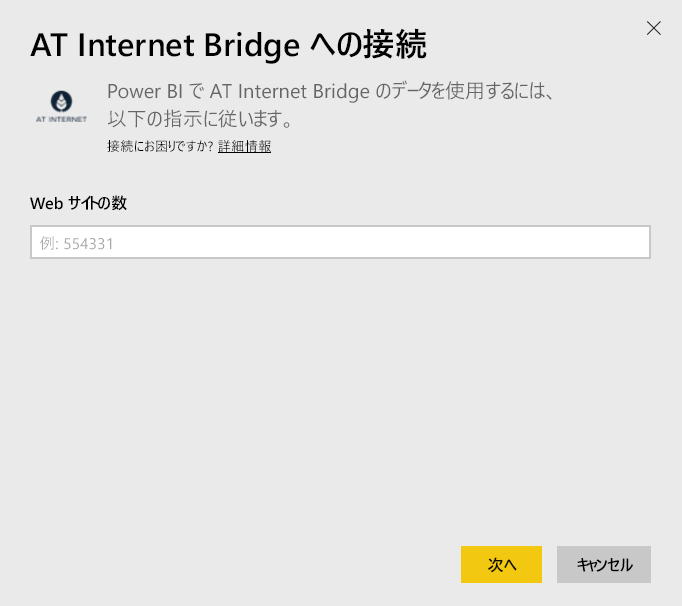 AT Internet Bridge への接続
Power BI で AT Internet Bridge のデータを使用するには、
以下の指示に従います。
AT INTERNET
接続にお困りですか? 詳細情報
Web サイトの数
例: 554331
次へ
キャンセル